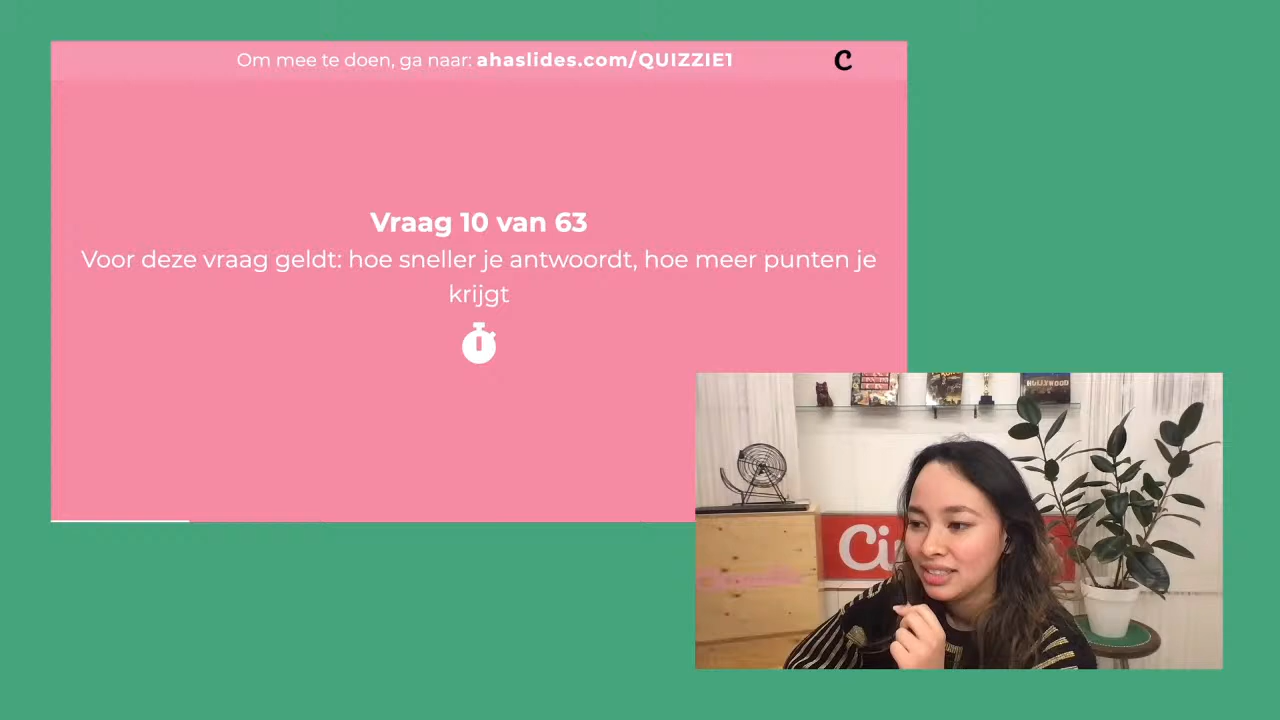 Om mee te doen, ga naar: ahaslides.com/QUIZZIE1
C
Vraag 10 van 63
Voor deze vraag geldt: hoe sneller je antwoordt, hoe meer punten je
krijgt
HOLLYWOOD